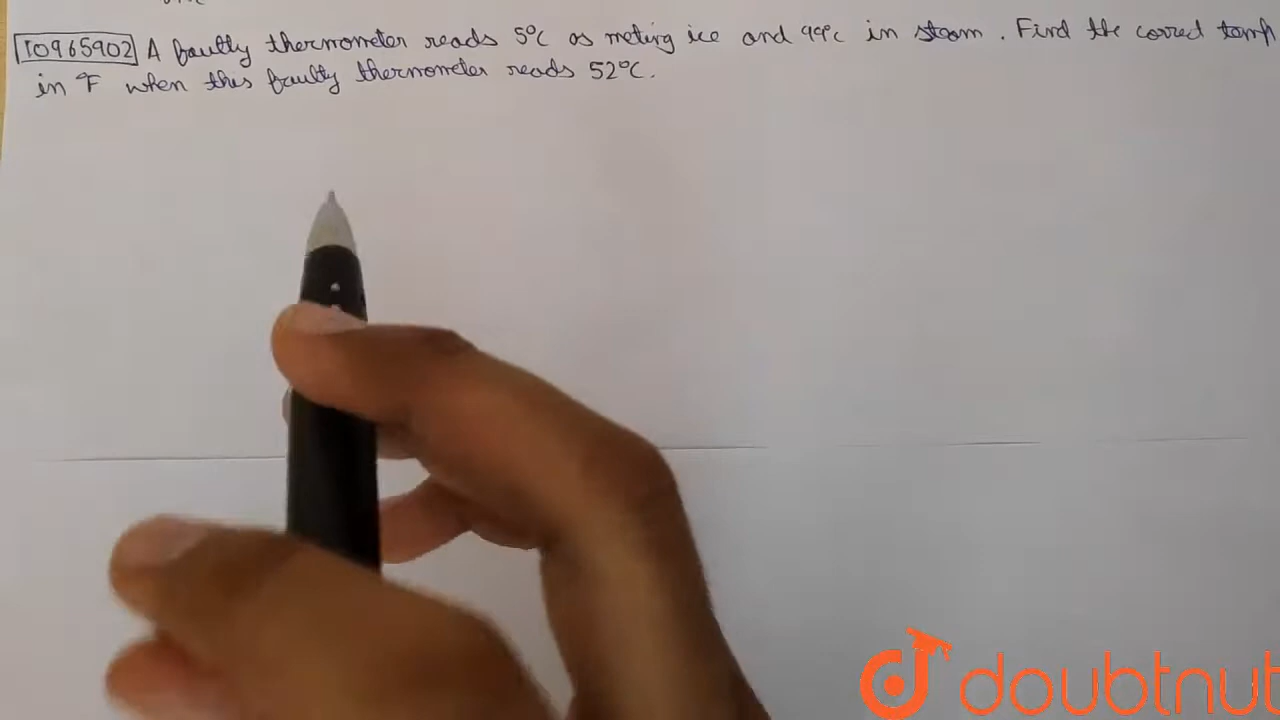 10965902 A faulty thermometer reads 5°C as melting ice and 99°C in steam. Find the correct temp
in °F when this faulty thermometer reads 52°C.
doubtnut